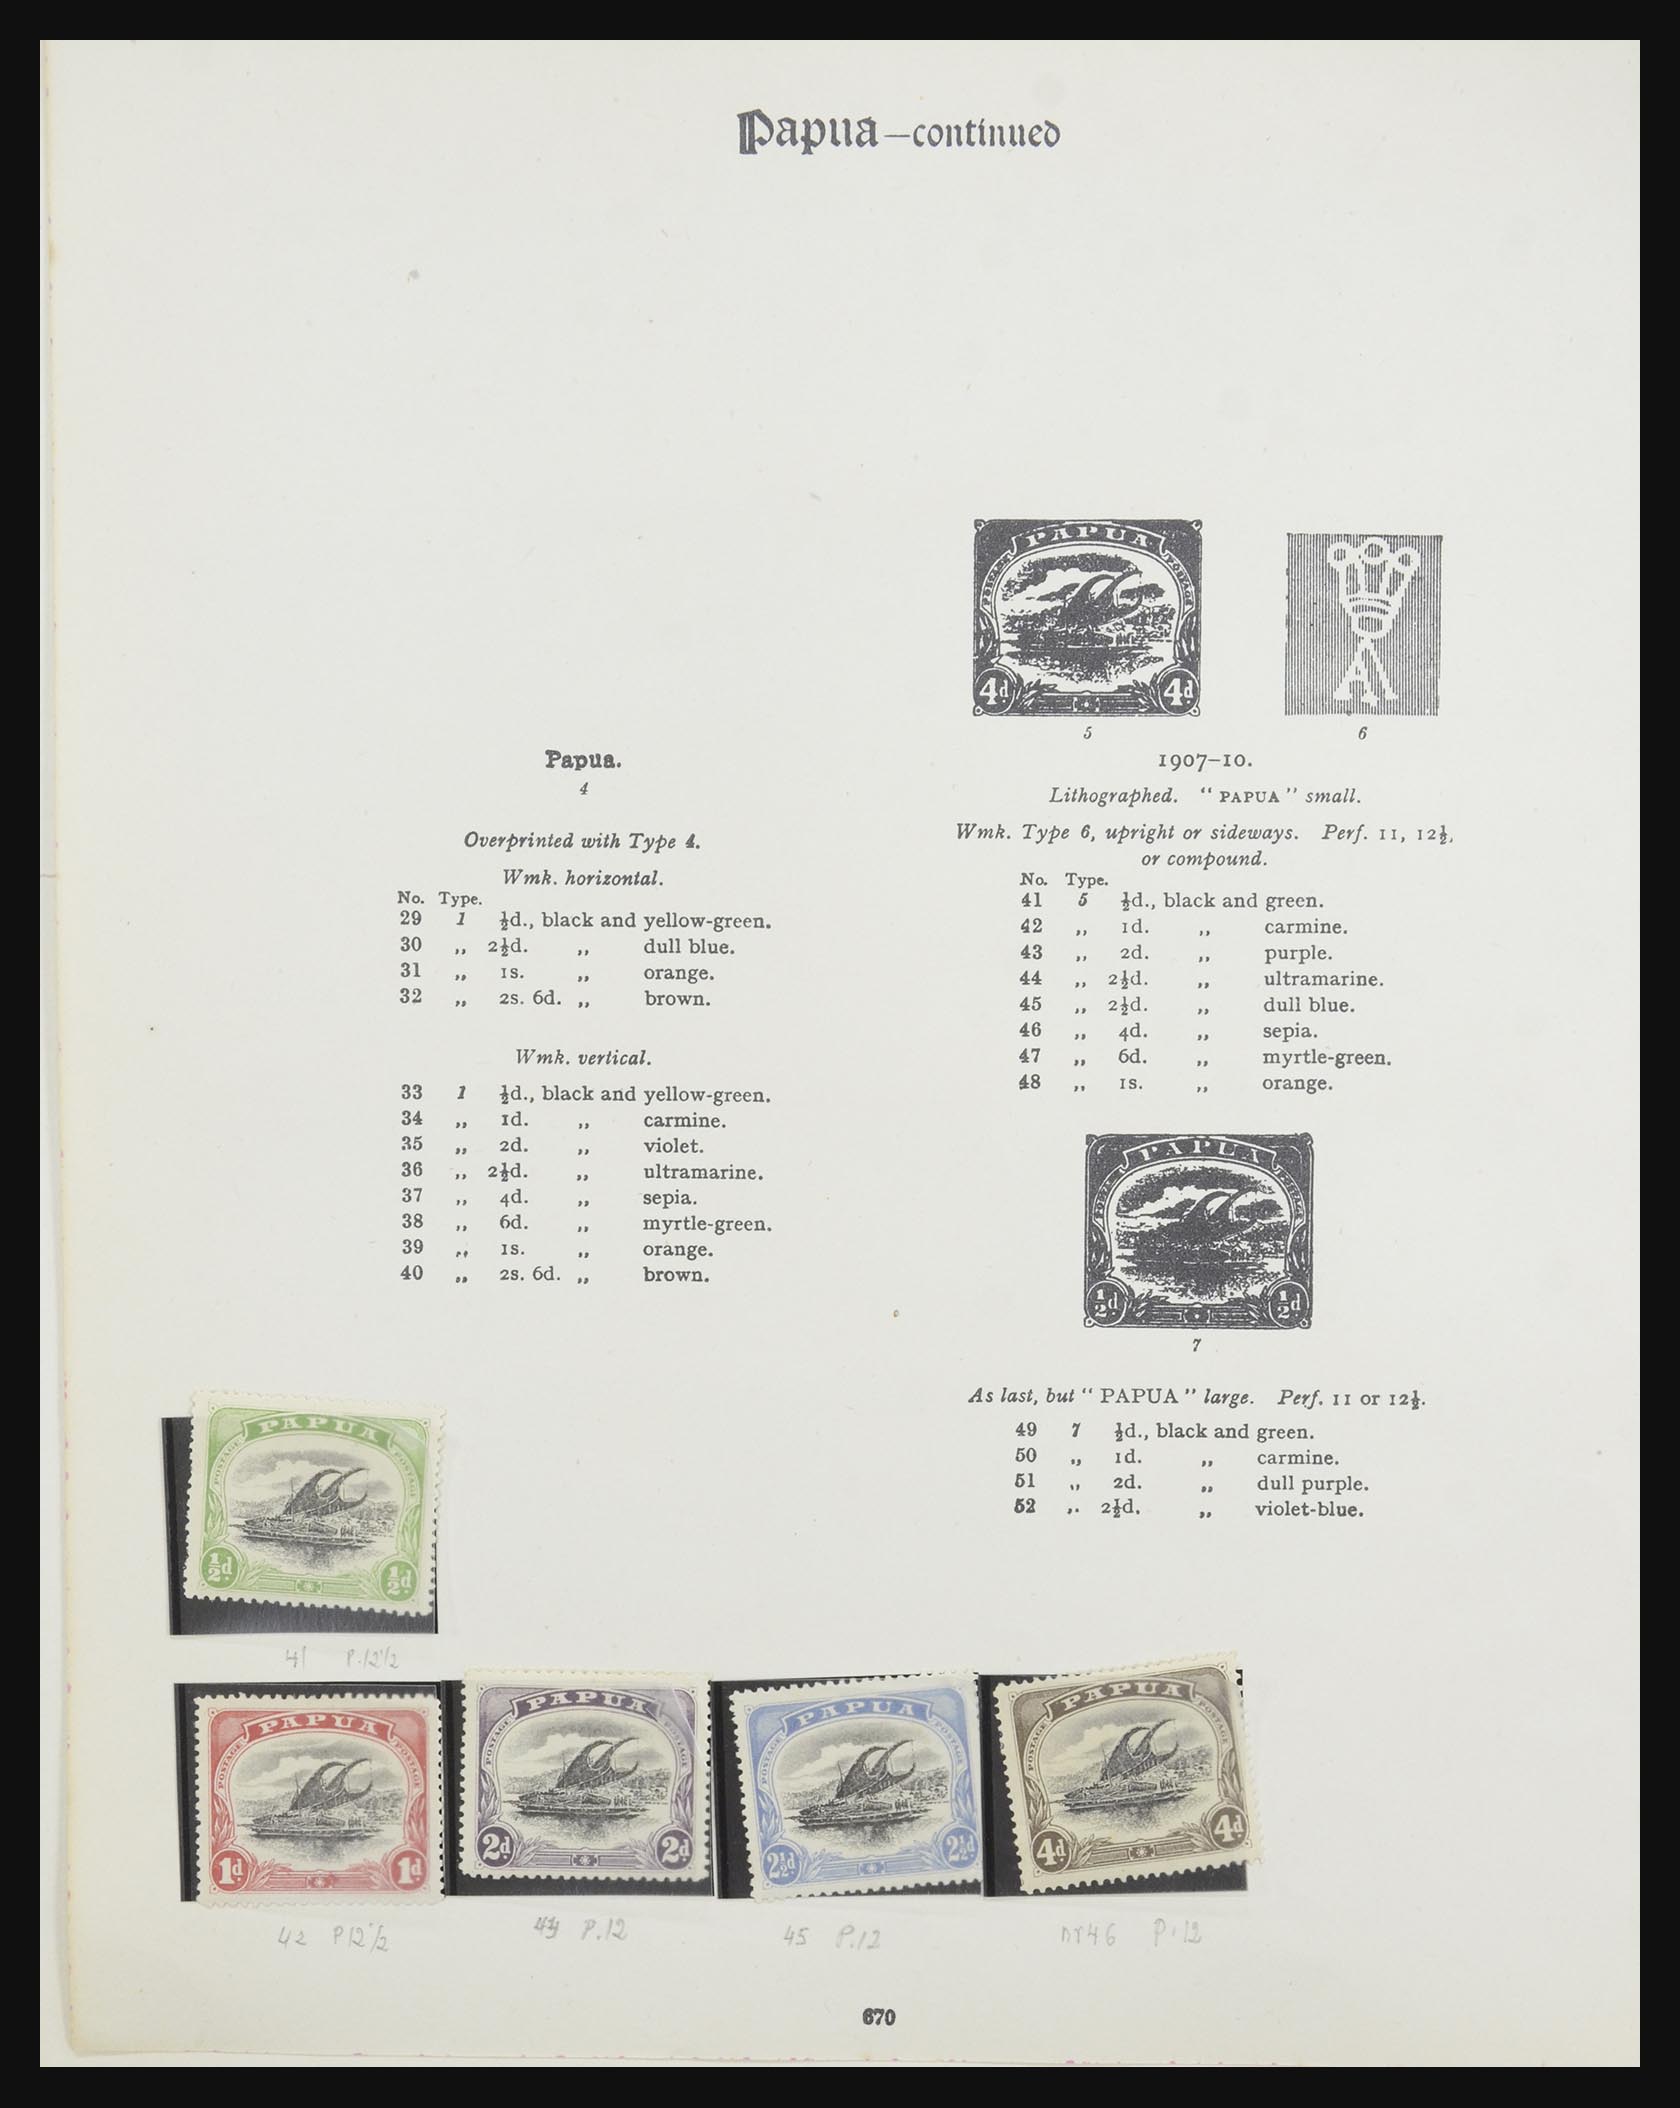 Papua—continued
PAPUA
4d 4d
5
6
Papua.
4
Overprinted with Type 4.
Wmk. horizontal.
No. Type.
29 1 ½d., black and yellow-green.
30 ,, 2½d. ,, dull blue.
31 ,, 1s. ,, orange.
32 ,, 2s. 6d. ,, brown.
Wmk. vertical.
33 1 ½d., black and yellow-green.
34 ,, 1d. ,, carmine.
35 ,, 2d. ,, violet.
36 ,, 2½d. ,, ultramarine.
37 ,, 4d. ,, sepia.
38 ,, 6d. ,, myrtle-green.
39 ,, 1s. ,, orange.
40 ,, 2s. 6d. ,, brown.
1907-10.
Lithographed. "PAPUA" small.
Wmk. Type 6, upright or sideways. Perf. 11, 12½,
or compound.
No. Type.
41 5 ½d., black and green.
42 ,, 1d. ,, carmine.
43 ,, 2d. ,, purple.
44 ,, 2½d. ,, ultramarine.
45 ,, 2½d. ,, dull blue.
46 ,, 4d. ,, sepia.
47 ,, 6d. ,, myrtle-green.
48 ,, 1s. ,, orange.
PAPUA
½d ½d
7
As last, but "PAPUA" large. Perf. 11 or 12½.
49 7 ½d., black and green.
50 ,, 1d. ,, carmine.
51 ,, 2d. ,, dull purple.
52 ,, 2½d. ,, violet-blue.
PAPUA
POSTAGE POSTAGE
½d ½d
41 P.12½
PAPUA
POSTAGE POSTAGE
1d 1d
42 P12½
PAPUA
POSTAGE POSTAGE
2d 2d
P.12
PAPUA
POSTAGE POSTAGE
2½d 2½d
45 P.12
PAPUA
POSTAGE POSTAGE
4d 4d
nr46 P.12
670